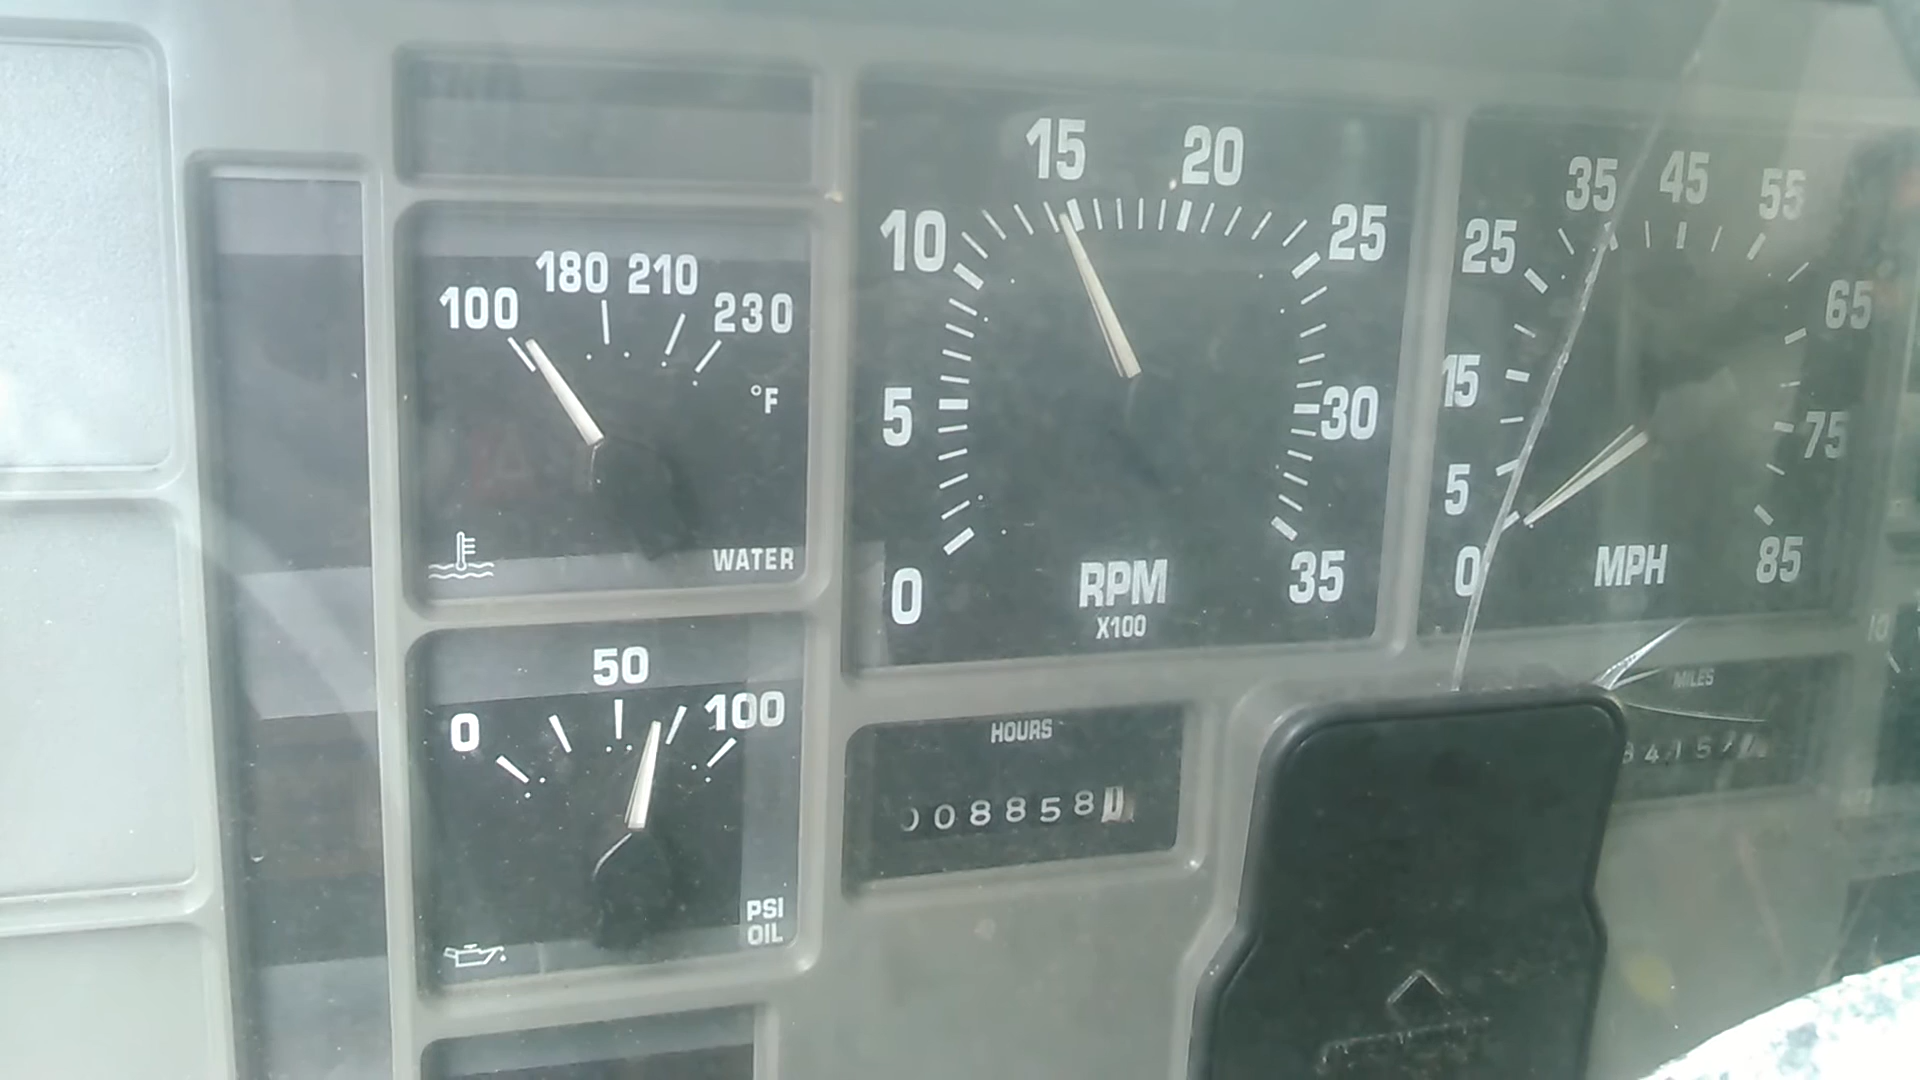 100 180 210 230
°F
WATER
0 50 100
PSI
OIL
0 5 10 15 20 25 30 35
RPM
X100
HOURS
008858
0 5 15 25 35 45 55 65 75 85
MPH
MILES